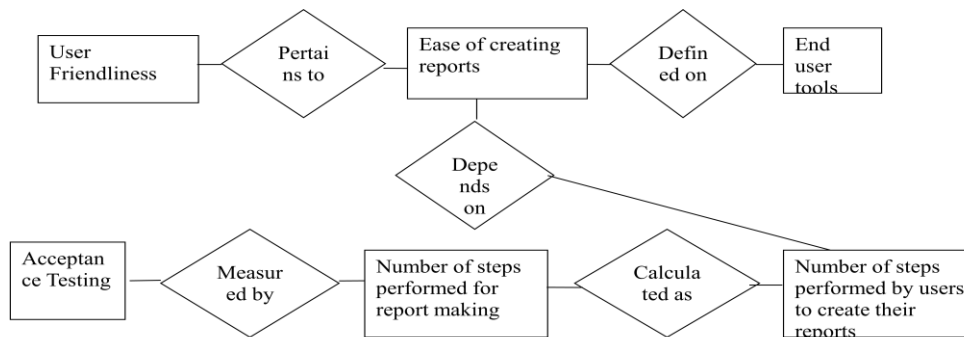 User
Friendliness
Pertai
ns to
Ease of creating
reports
Defin
ed on
End
user
tools
Depe
nds
on
Acceptan
ce Testing
Measur
ed by
Number of steps
performed for
report making
Calcula
ted as
Number of steps
performed by users
to create their
reports